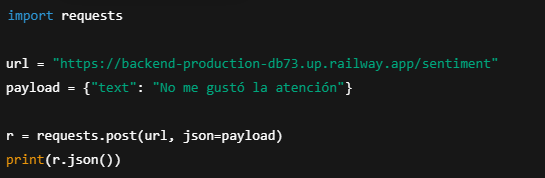 import requests
url = "https://backend-production-db73.up.railway.app/sentiment"
payload = {"text": "No me gustó la atención"}
r = requests.post(url, json=payload)
print(r.json())